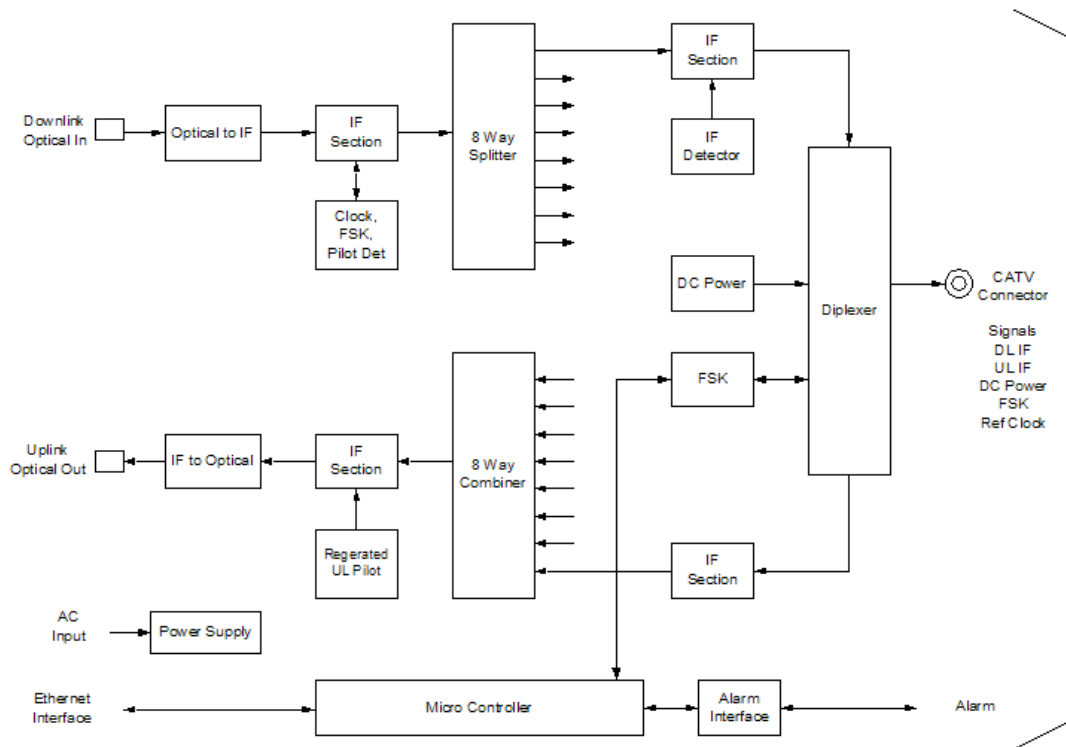 Downlink
Optical In
Optical to IF
IF
Section
Clock,
FSK,
Pilot Det
8 Way
Splitter
IF
Section
IF
Detector
DC Power
Diplexer
CATV
Connector
Signals
DL IF
UL IF
DC Power
FSK
Ref Clock
FSK
Uplink
Optical Out
IF to Optical
IF
Section
Regerated
UL Pilot
8 Way
Combiner
IF
Section
AC
Input
Power Supply
Ethernet
Interface
Micro Controller
Alarm
Interface
Alarm